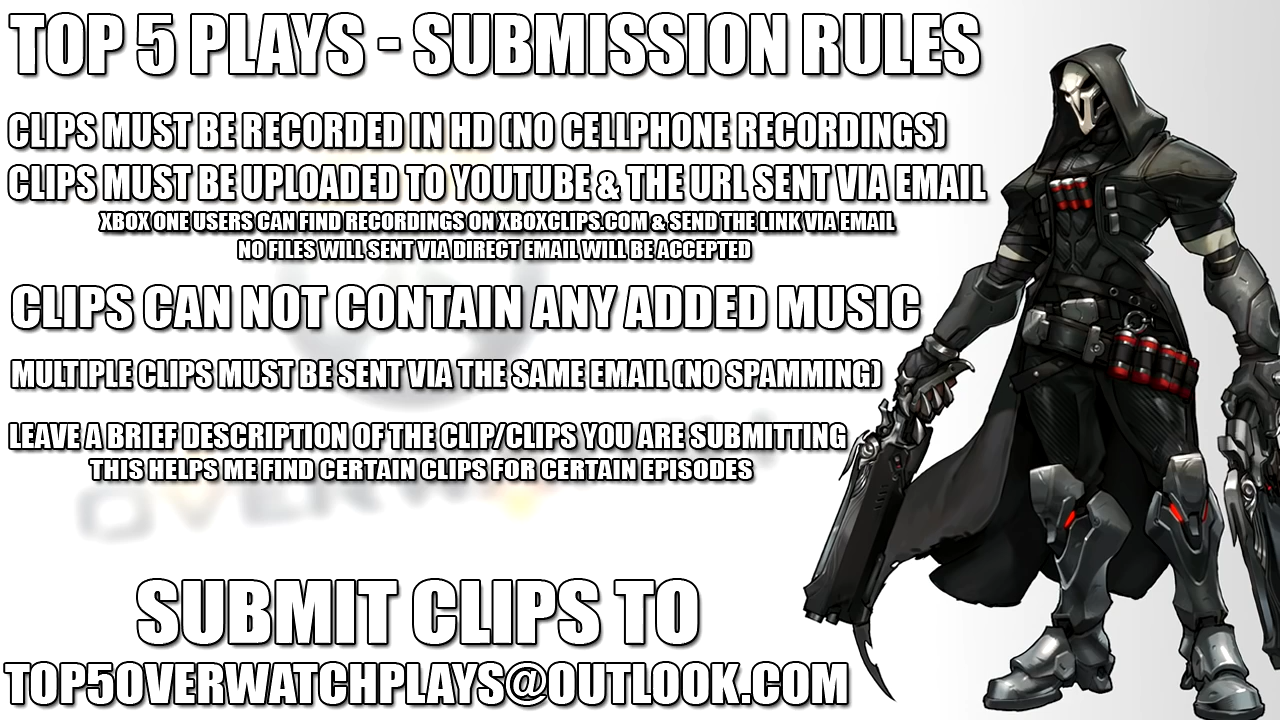 TOP 5 PLAYS - SUBMISSION RULES
CLIPS MUST BE RECORDED IN HD (NO CELLPHONE RECORDINGS)
CLIPS MUST BE UPLOADED TO YOUTUBE & THE URL SENT VIA EMAIL
XBOX ONE USERS CAN FIND RECORDINGS ON XBOXCLIPS.COM & SEND THE LINK VIA EMAIL
NO FILES WILL SENT VIA DIRECT EMAIL WILL BE ACCEPTED
CLIPS CAN NOT CONTAIN ANY ADDED MUSIC
MULTIPLE CLIPS MUST BE SENT VIA THE SAME EMAIL (NO SPAMMING)
LEAVE A BRIEF DESCRIPTION OF THE CLIP/CLIPS YOU ARE SUBMITTING
THIS HELPS ME FIND CERTAIN CLIPS FOR CERTAIN EPISODES
SUBMIT CLIPS TO
TOP5OVERWATCHPLAYS@OUTLOOK.COM